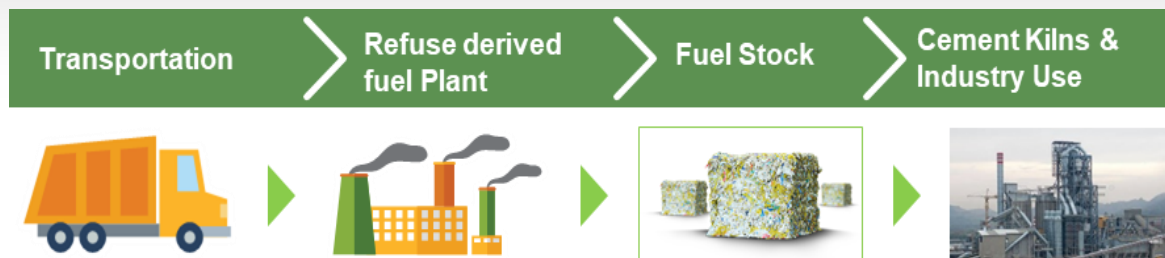 Transportation
Refuse derived
fuel Plant
Fuel Stock
Cement Kilns &
Industry Use